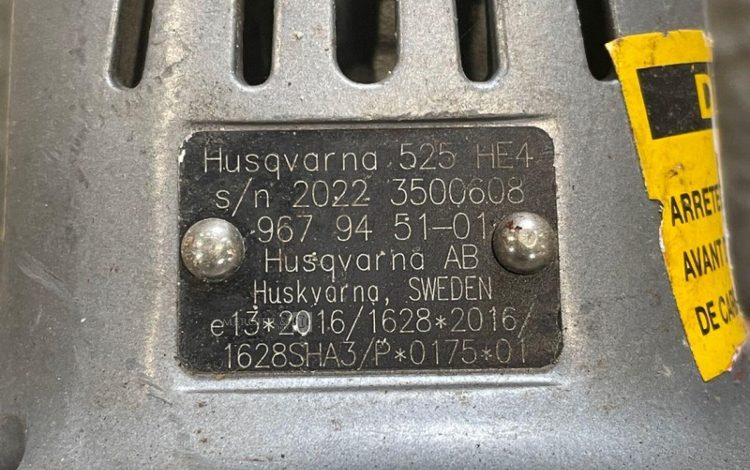 Husqvarna 525 HE4
s/n 2022 3500608
967 94 51-01
Husqvarna AB
Huskvarna, SWEDEN
e13*2016/1628*2016/
1628SHA3/P*0175*01
D
ARRETE
AVANT
DE CAR